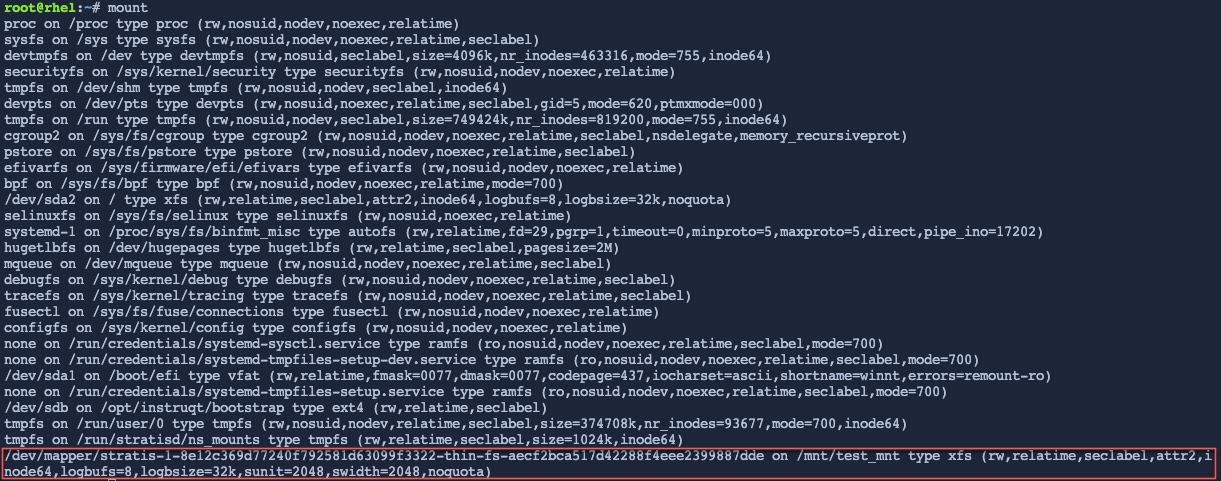 root@rhel:~# mount
proc on /proc type proc (rw,nosuid,nodev,noexec,relatime)
sysfs on /sys type sysfs (rw,nosuid,nodev,noexec,relatime,seclabel)
devtmpfs on /dev type devtmpfs (rw,nosuid,seclabel,size=4096k,nr_inodes=463316,mode=755,inode64)
securityfs on /sys/kernel/security type securityfs (rw,nosuid,nodev,noexec,relatime)
tmpfs on /dev/shm type tmpfs (rw,nosuid,nodev,seclabel,inode64)
devpts on /dev/pts type devpts (rw,nosuid,noexec,relatime,seclabel,gid=5,mode=620,ptmxmode=000)
tmpfs on /run type tmpfs (rw,nosuid,nodev,seclabel,size=749424k,nr_inodes=819200,mode=755,inode64)
cgroup2 on /sys/fs/cgroup type cgroup2 (rw,nosuid,nodev,noexec,relatime,seclabel,nsdelegate,memory_recursiveprot)
pstore on /sys/fs/pstore type pstore (rw,nosuid,nodev,noexec,relatime,seclabel)
efivarfs on /sys/firmware/efi/efivars type efivarfs (rw,nosuid,nodev,noexec,relatime)
bpf on /sys/fs/bpf type bpf (rw,nosuid,nodev,noexec,relatime,mode=700)
/dev/sda2 on / type xfs (rw,relatime,seclabel,attr2,inode64,logbufs=8,logbsize=32k,noquota)
selinuxfs on /sys/fs/selinux type selinuxfs (rw,nosuid,noexec,relatime)
systemd-1 on /proc/sys/fs/binfmt_misc type autofs (rw,relatime,fd=29,pgrp=1,timeout=0,minproto=5,maxproto=5,direct,pipe_ino=17202)
hugetlbfs on /dev/hugepages type hugetlbfs (rw,relatime,seclabel,pagesize=2M)
mqueue on /dev/mqueue type mqueue (rw,nosuid,nodev,noexec,relatime,seclabel)
debugfs on /sys/kernel/debug type debugfs (rw,nosuid,nodev,noexec,relatime,seclabel)
tracefs on /sys/kernel/tracing type tracefs (rw,nosuid,nodev,noexec,relatime,seclabel)
fusectl on /sys/fs/fuse/connections type fusectl (rw,nosuid,nodev,noexec,relatime)
configfs on /sys/kernel/config type configfs (rw,nosuid,nodev,noexec,relatime)
none on /run/credentials/systemd-sysctl.service type ramfs (ro,nosuid,nodev,noexec,relatime,seclabel,mode=700)
none on /run/credentials/systemd-tmpfiles-setup-dev.service type ramfs (ro,nosuid,nodev,noexec,relatime,seclabel,mode=700)
/dev/sda1 on /boot/efi type vfat (rw,relatime,fmask=0077,dmask=0077,codepage=437,iocharset=ascii,shortname=winnt,errors=remount-ro)
none on /run/credentials/systemd-tmpfiles-setup.service type ramfs (ro,nosuid,nodev,noexec,relatime,seclabel,mode=700)
/dev/sdb on /opt/instruqt/bootstrap type ext4 (rw,relatime,seclabel)
tmpfs on /run/user/0 type tmpfs (rw,nosuid,nodev,relatime,seclabel,size=374708k,nr_inodes=93677,mode=700,inode64)
tmpfs on /run/stratisd/ns_mounts type tmpfs (rw,relatime,seclabel,size=1024k,inode64)
/dev/mapper/stratis-1-8e12c369d77240f792581d63099f3322-thin-fs-aecf2bca517d42288f4eee2399887dde on /mnt/test_mnt type xfs (rw,relatime,seclabel,attr2,i
node64,logbufs=8,logbsize=32k,sunit=2048,swidth=2048,noquota)